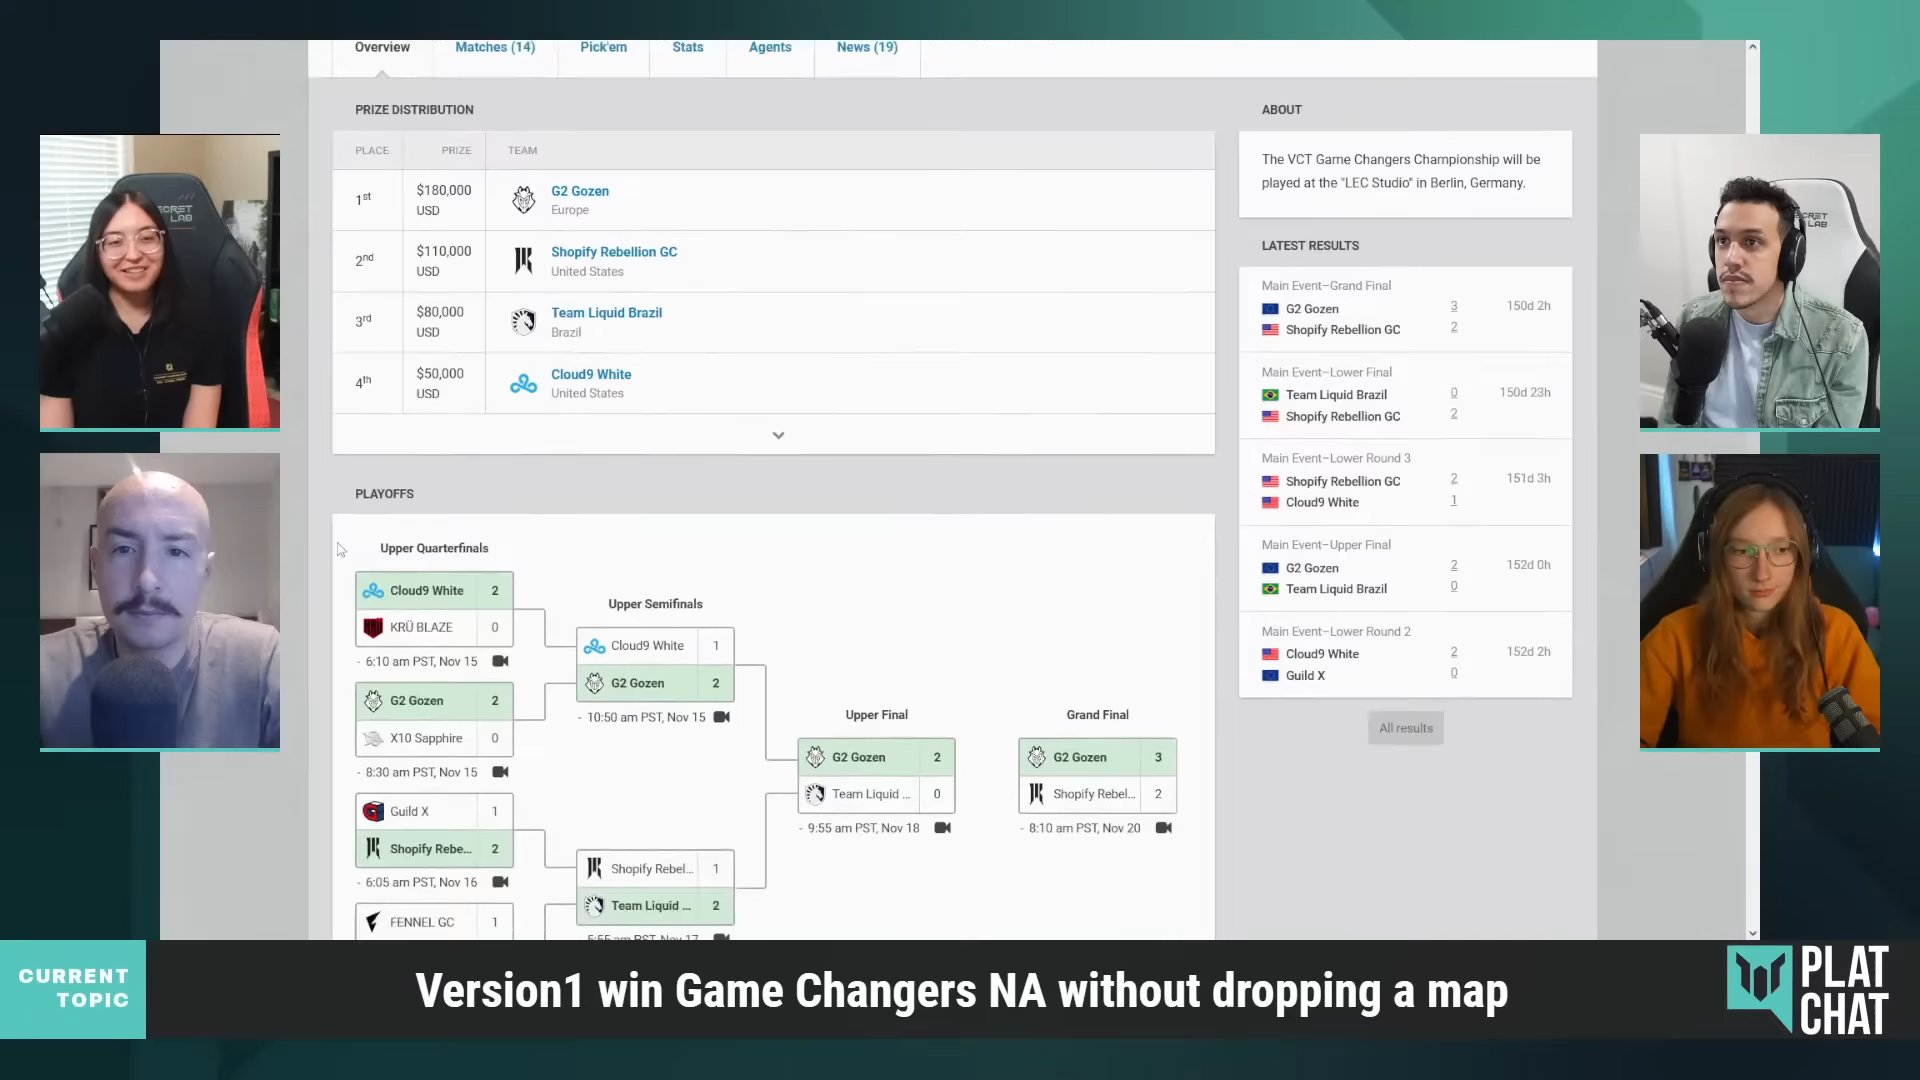 Overview
Matches (14)
Pick'em
Stats
Agents
News (19)
PRIZE DISTRIBUTION
PLACE PRIZE TEAM
1st $180,000 USD G2 Gozen
Europe
2nd $110,000 USD Shopify Rebellion GC
United States
3rd $80,000 USD Team Liquid Brazil
Brazil
4th $50,000 USD Cloud9 White
United States
ABOUT
The VCT Game Changers Championship will be
played at the "LEC Studio" in Berlin, Germany.
LATEST RESULTS
Main Event–Grand Final
G2 Gozen 3 150d 2h
Shopify Rebellion GC 2
Main Event–Lower Final
Team Liquid Brazil 0 150d 23h
Shopify Rebellion GC 2
Main Event–Lower Round 3
Shopify Rebellion GC 2 151d 3h
Cloud9 White 1
Main Event–Upper Final
G2 Gozen 2 152d 0h
Team Liquid Brazil 0
Main Event–Lower Round 2
Cloud9 White 2 152d 2h
Guild X 0
All results
PLAYOFFS
Upper Quarterfinals
Cloud9 White 2
KRÜ BLAZE 0
- 6:10 am PST, Nov 15
G2 Gozen 2
X10 Sapphire 0
- 8:30 am PST, Nov 15
Guild X 1
Shopify Rebe... 2
- 6:05 am PST, Nov 16
FENNEL GC 1
Upper Semifinals
Cloud9 White 1
G2 Gozen 2
- 10:50 am PST, Nov 15
Shopify Rebel... 1
Team Liquid ... 2
5:55 am PST, Nov 17
Upper Final
G2 Gozen 2
Team Liquid ... 0
- 9:55 am PST, Nov 18
Grand Final
G2 Gozen 3
Shopify Rebel... 2
- 8:10 am PST, Nov 20
CURRENT
TOPIC
Version1 win Game Changers NA without dropping a map
PLAT
CHAT